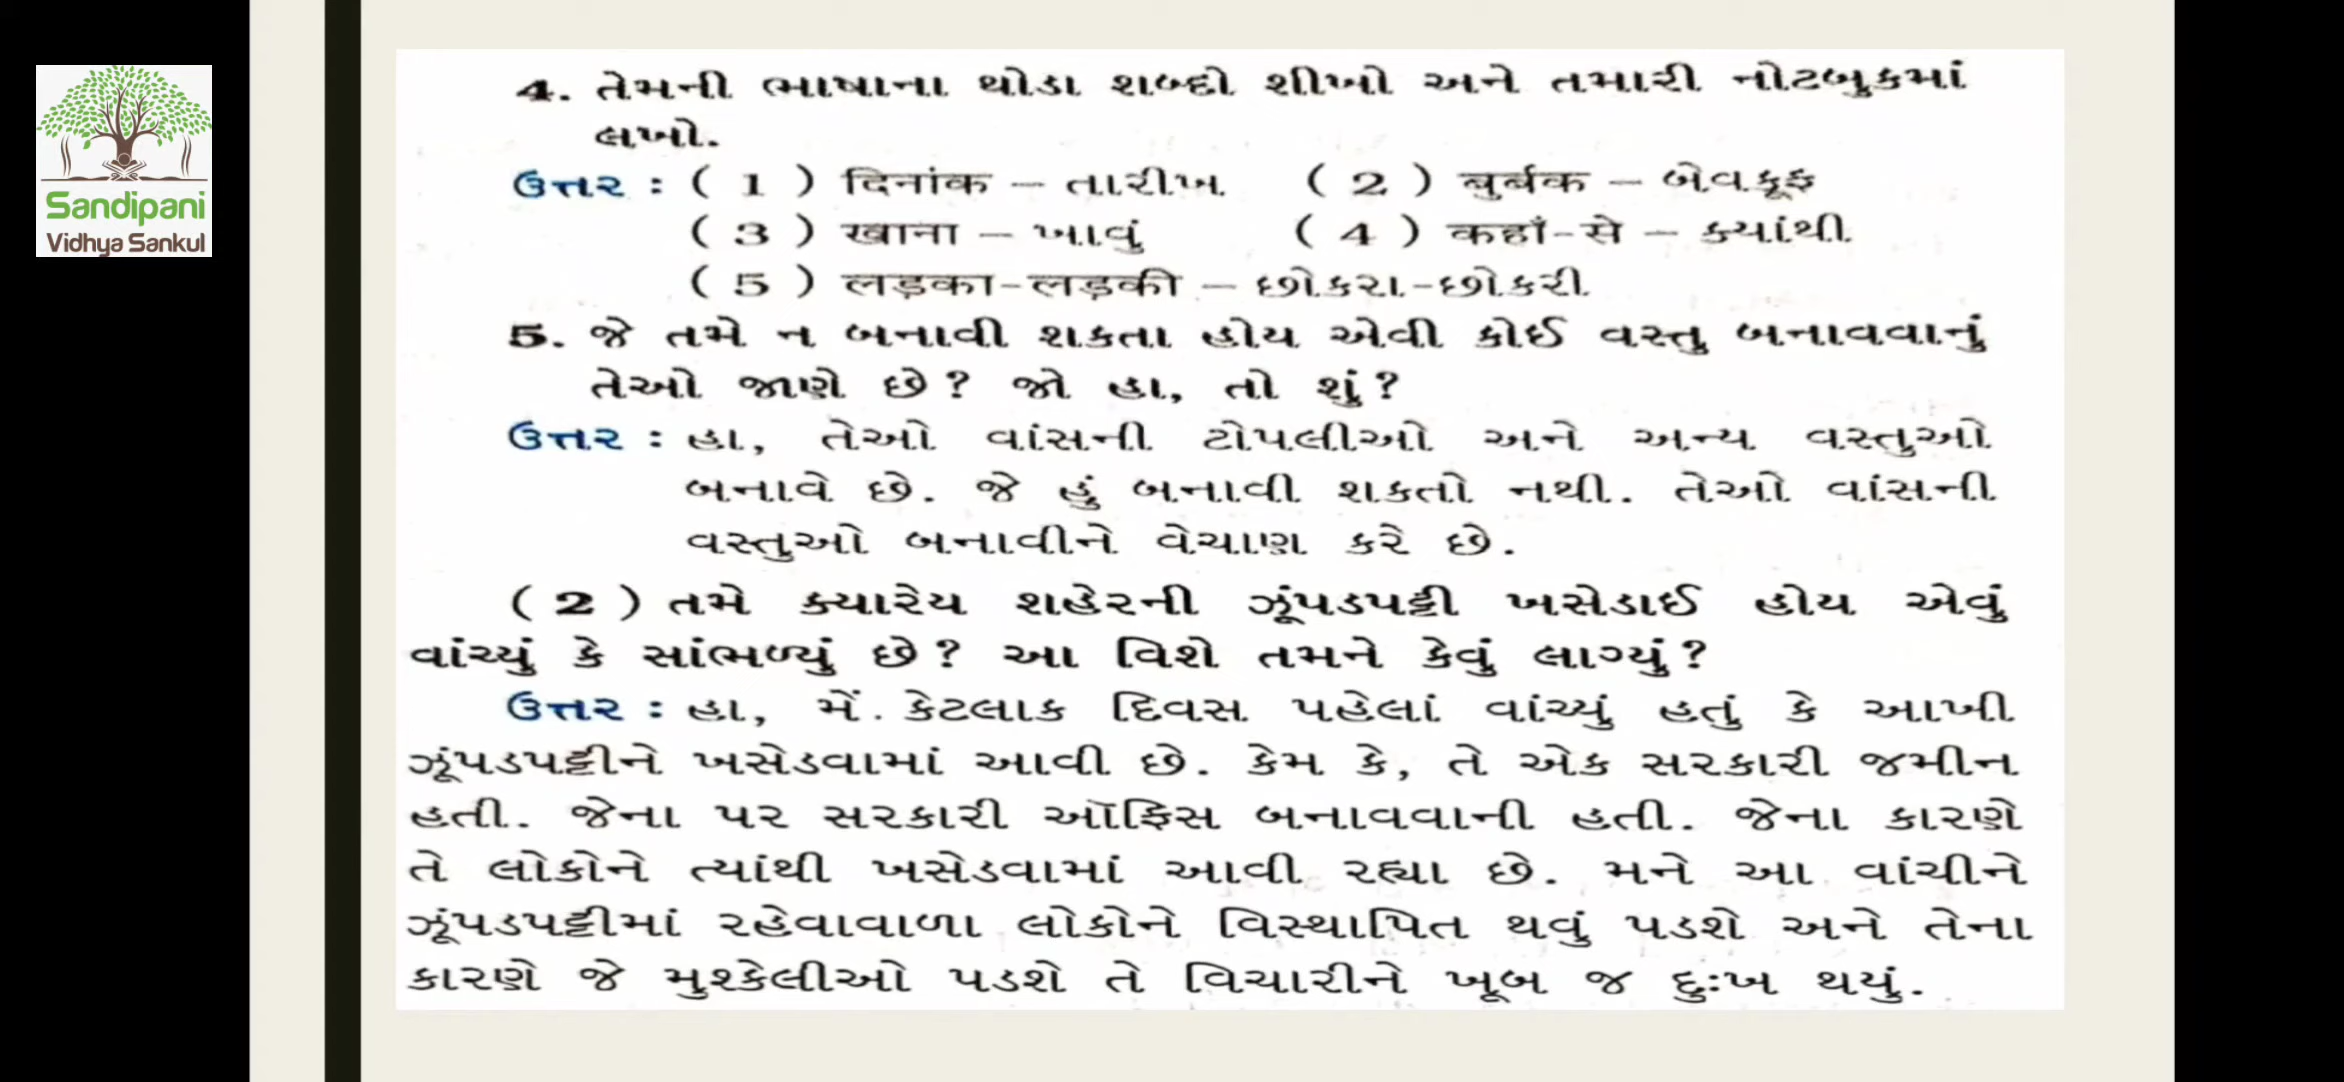 Sandipani
Vidhya Sankul
4. તેમની ભાષાના થોડા શબ્દો શીખો અને તમારી નોટબુકમાં
લખો.
ઉત્તર : ( 1 ) दिनांक – તારીખ ( 2 ) बुर्बक – બેવકૂફ
( 3 ) खाना – ખાવું ( 4 ) कहाँ-से – ક્યાંથી
( 5 ) लड़का-लड़की – છોકરા-છોકરી
5. જે તમે ન બનાવી શકતા હોય એવી કોઈ વસ્તુ બનાવવાનું
તેઓ જાણે છે? જો હા, તો શું?
ઉત્તર : હા, તેઓ વાંસની ટોપલીઓ અને અન્ય વસ્તુઓ
બનાવે છે. જે હું બનાવી શકતો નથી. તેઓ વાંસની
વસ્તુઓ બનાવીને વેચાણ કરે છે.
( 2 ) તમે ક્યારેય શહેરની ઝૂંપડપટ્ટી ખસેડાઈ હોય એવું
વાંચ્યું કે સાંભળ્યું છે? આ વિશે તમને કેવું લાગ્યું?
ઉત્તર : હા, મેં કેટલાક દિવસ પહેલાં વાંચ્યું હતું કે આખી
ઝૂંપડપટ્ટીને ખસેડવામાં આવી છે. કેમ કે, તે એક સરકારી જમીન
હતી. જેના પર સરકારી ઑફિસ બનાવવાની હતી. જેના કારણે
તે લોકોને ત્યાંથી ખસેડવામાં આવી રહ્યા છે. મને આ વાંચીને
ઝૂંપડપટ્ટીમાં રહેવાવાળા લોકોને વિસ્થાપિત થવું પડશે અને તેના
કારણે જે મુશ્કેલીઓ પડશે તે વિચારીને ખૂબ જ દુઃખ થયું.